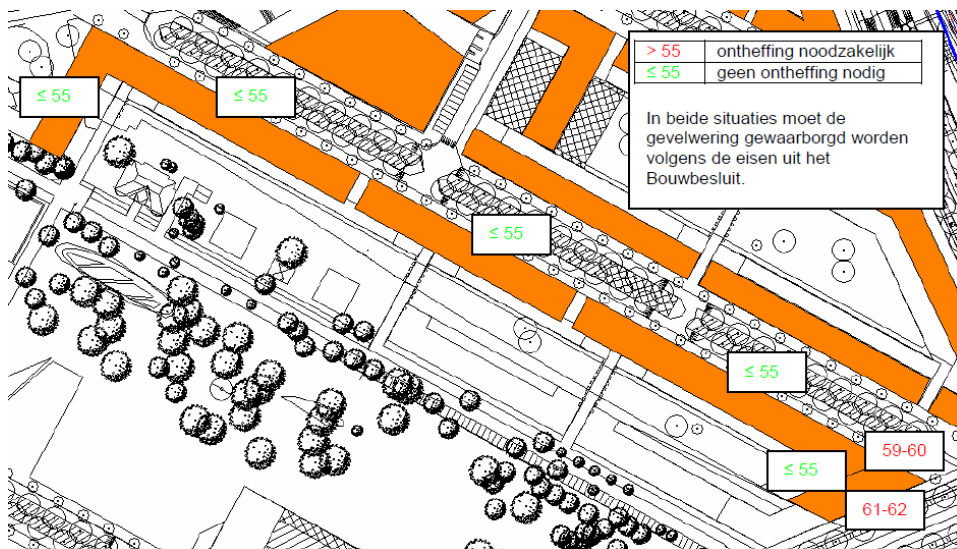 > 55 ontheffing noodzakelijk
≤ 55 geen ontheffing nodig
In beide situaties moet de
gevelwering gewaarborgd worden
volgens de eisen uit het
Bouwbesluit.
≤ 55
≤ 55
≤ 55
≤ 55
59-60
≤ 55
61-62